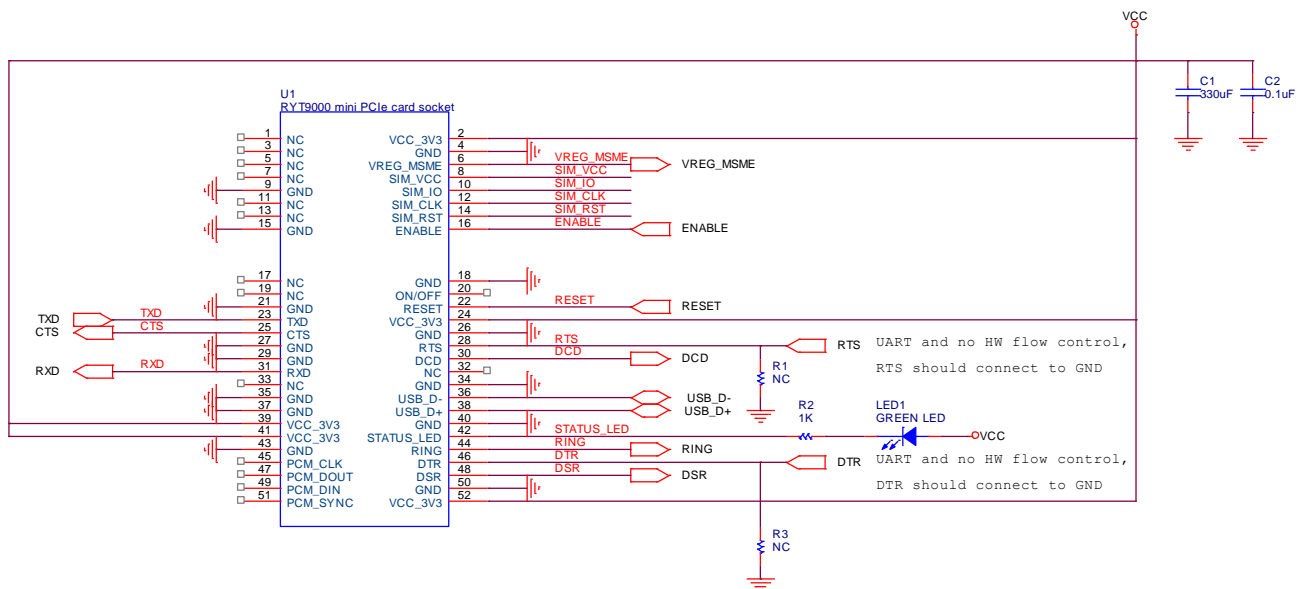 VCC
C1
330uF
C2
0.1uF
U1
RYT9000 mini PCIe card socket
1 NC VCC_3V3 2
3 NC GND 4
5 NC VREG_MSME 6 VREG_MSME VREG_MSME
7 NC SIM_VCC 8 SIM_VCC
9 GND SIM_IO 10 SIM_IO
11 NC SIM_CLK 12 SIM_CLK
13 NC SIM_RST 14 SIM_RST
15 GND ENABLE 16 ENABLE ENABLE
17 NC GND 18
19 NC ON/OFF 20
21 GND RESET 22 RESET RESET
TXD TXD 23 TXD VCC_3V3 24
CTS CTS 25 CTS GND 26
27 GND RTS 28 RTS RTS UART and no HW flow control,
29 GND DCD 30 DCD DCD RTS should connect to GND
RXD RXD 31 RXD NC 32
R1
NC
33 NC GND 34
35 GND USB_D- 36 USB_D-
37 GND USB_D+ 38 USB_D+
39 VCC_3V3 GND 40
R2
1K
LED1
GREEN LED
41 VCC_3V3 STATUS_LED 42 STATUS_LED VCC
43 GND RING 44 RING RING
45 PCM_CLK DTR 46 DTR DTR UART and no HW flow control,
47 PCM_DOUT DSR 48 DSR DSR DTR should connect to GND
49 PCM_DIN GND 50
51 PCM_SYNC VCC_3V3 52
R3
NC